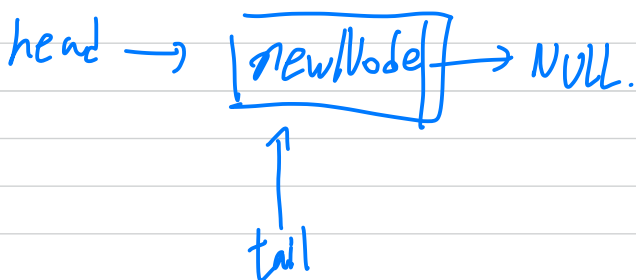 head → newNode → NULL.
tail